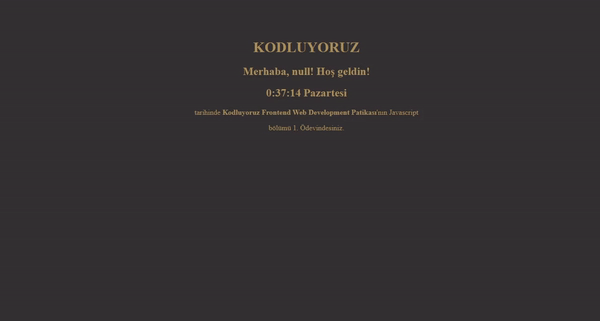 KODLUYORUZ
Merhaba, null! Hoş geldin!
0:37:14 Pazartesi
tarihinde Kodluyoruz Frontend Web Development Patikası'nın Javascript
bölümü 1. Ödevindesiniz.